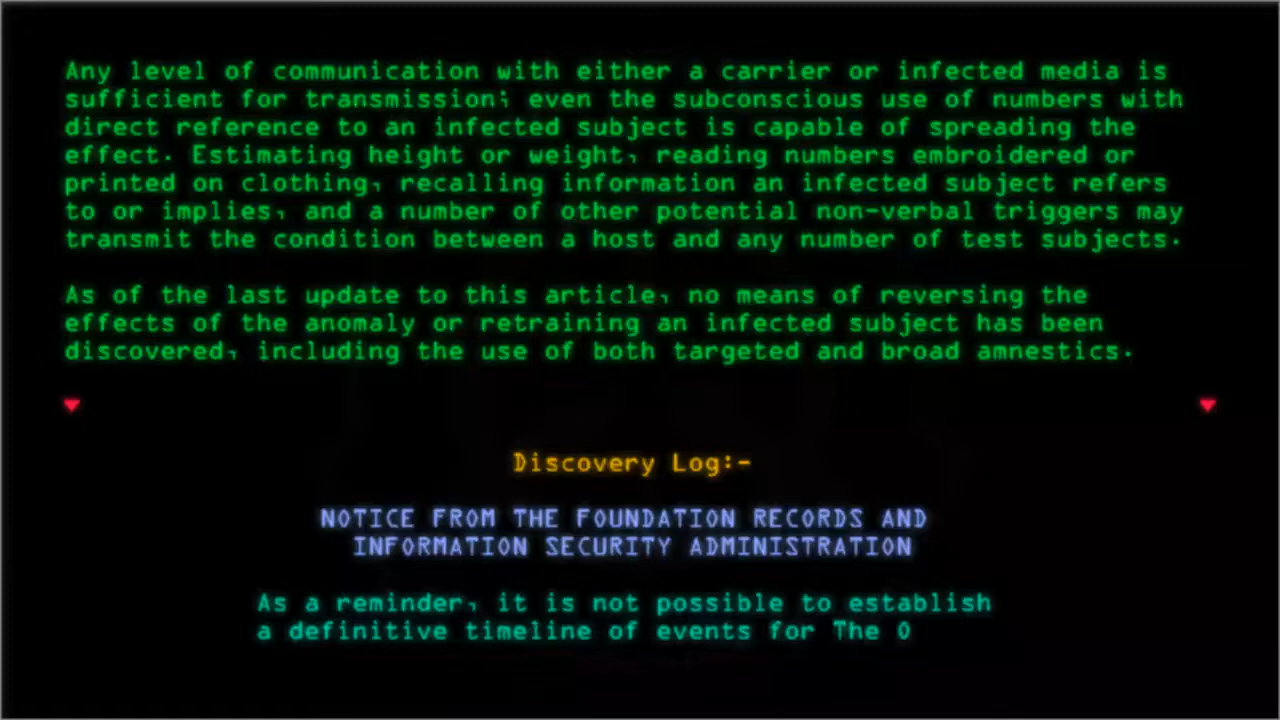 Any level of communication with either a carrier or infected media is
sufficient for transmission; even the subconscious use of numbers with
direct reference to an infected subject is capable of spreading the
effect. Estimating height or weight, reading numbers embroidered or
printed on clothing, recalling information an infected subject refers
to or implies, and a number of other potential non-verbal triggers may
transmit the condition between a host and any number of test subjects.
As of the last update to this article, no means of reversing the
effects of the anomaly or retraining an infected subject has been
discovered, including the use of both targeted and broad amnestics.
Discovery Log:-
NOTICE FROM THE FOUNDATION RECORDS AND
INFORMATION SECURITY ADMINISTRATION
As a reminder, it is not possible to establish
a definitive timeline of events for The 0